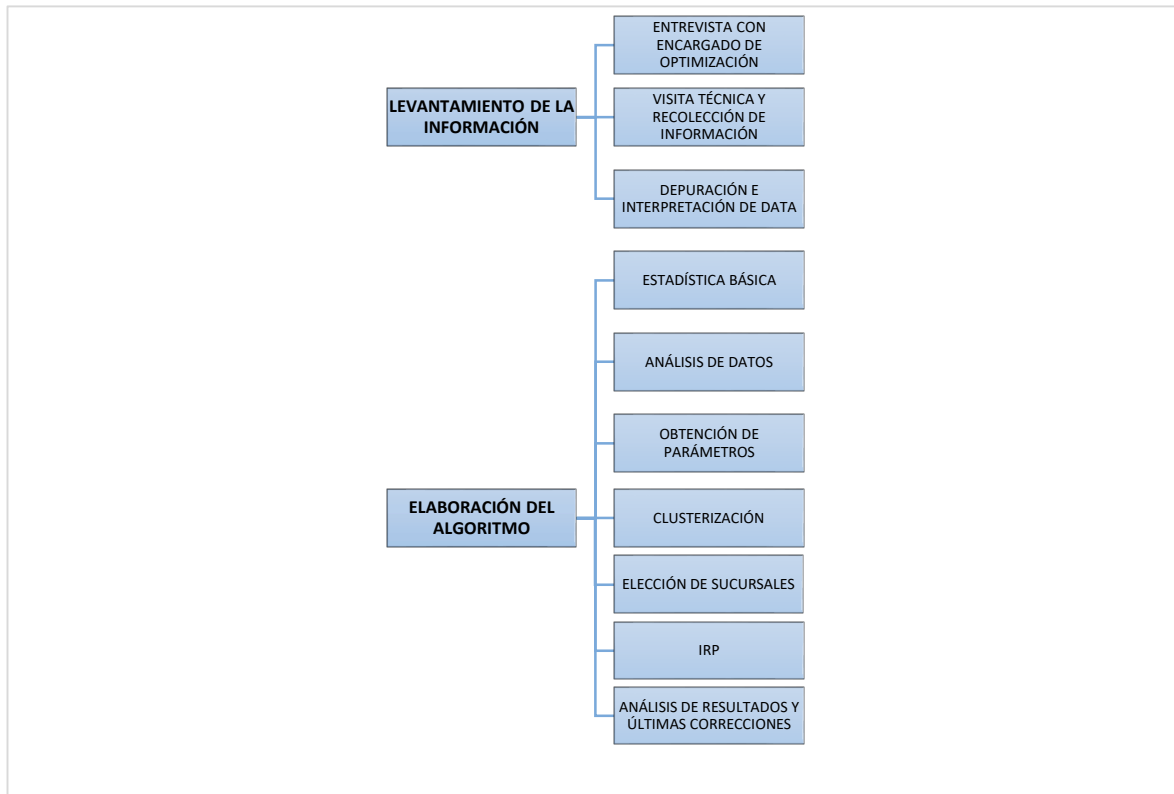 LEVANTAMIENTO DE LA
INFORMACIÓN
ENTREVISTA CON
ENCARGADO DE
OPTIMIZACIÓN
VISITA TÉCNICA Y
RECOLECCIÓN DE
INFORMACIÓN
DEPURACIÓN E
INTERPRETACIÓN DE DATA
ELABORACIÓN DEL
ALGORITMO
ESTADÍSTICA BÁSICA
ANÁLISIS DE DATOS
OBTENCIÓN DE
PARÁMETROS
CLUSTERIZACIÓN
ELECCIÓN DE SUCURSALES
IRP
ANÁLISIS DE RESULTADOS Y
ÚLTIMAS CORRECCIONES